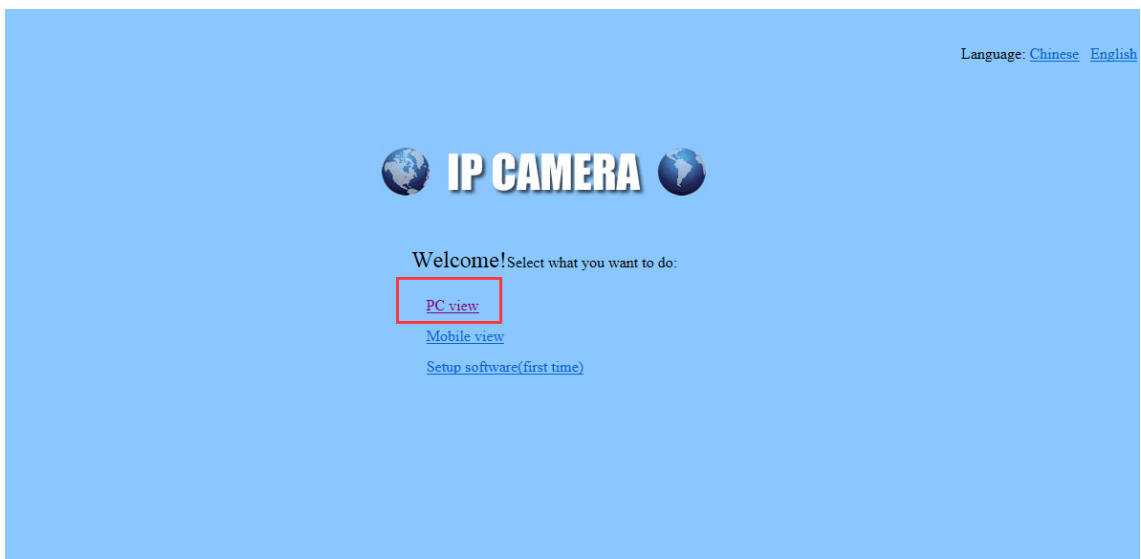 Language: Chinese English
IP CAMERA
Welcome!Select what you want to do:
PC view
Mobile view
Setup software(first time)